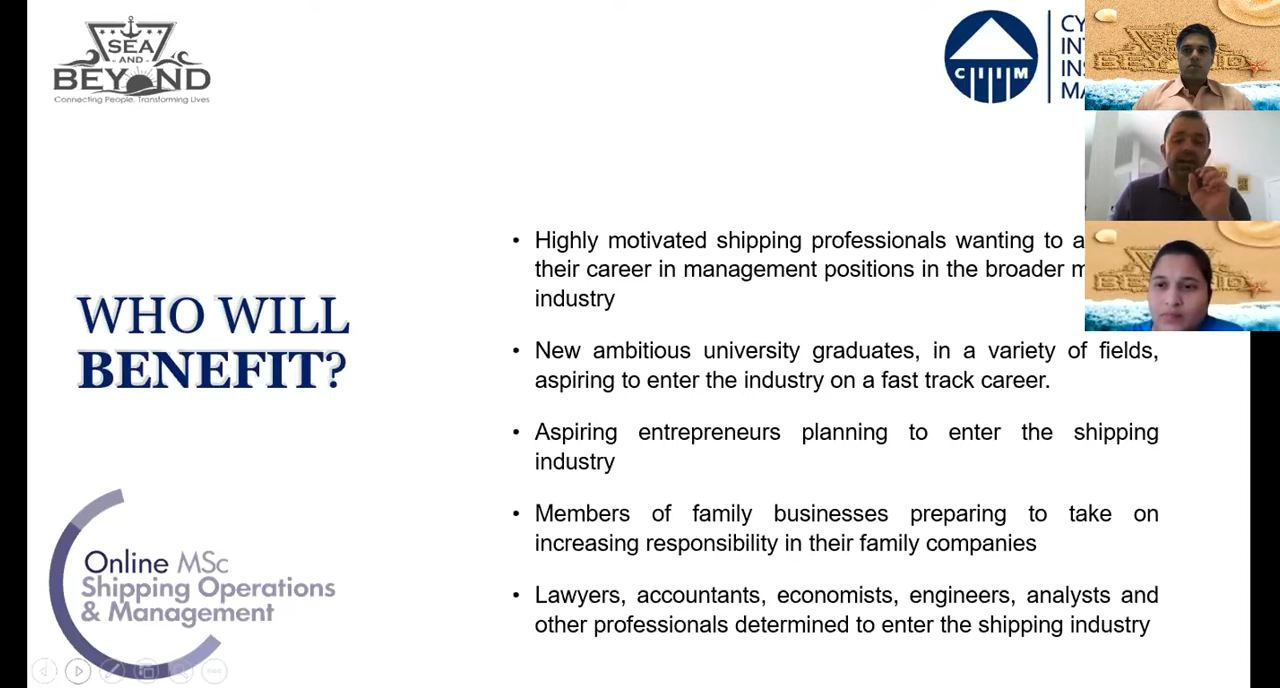 SEA
AND
BEYOND
Connecting People, Transforming Lives
CIIM
CY
INT
INS
MA
SEA
AND
BEYOND
Highly motivated shipping professionals wanting to a
their career in management positions in the broader m
industry
WHO WILL
BENEFIT?
• New ambitious university graduates, in a variety of fields,
aspiring to enter the industry on a fast track career.
• Aspiring entrepreneurs planning to enter the shipping
industry
• Members of family businesses preparing to take on
increasing responsibility in their family companies
• Lawyers, accountants, economists, engineers, analysts and
other professionals determined to enter the shipping industry
Online MSc
Shipping Operations
& Management